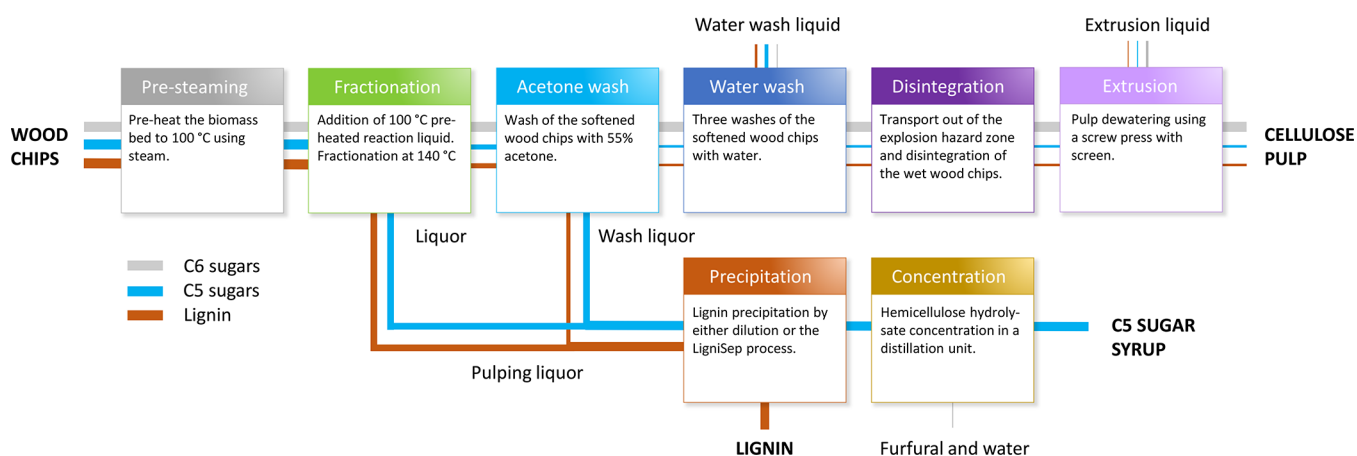 Water wash liquid
Extrusion liquid
Pre-steaming
Fractionation
Acetone wash
Water wash
Disintegration
Extrusion
WOOD
CHIPS
Pre-heat the biomass
bed to 100 °C using
steam.
Addition of 100 °C pre-
heated reaction liquid.
Fractionation at 140 °C
Wash of the softened
wood chips with 55%
acetone.
Three washes of the
softened wood chips
with water.
Transport out of the
explosion hazard zone
and disintegration of
the wet wood chips.
Pulp dewatering using
a screw press with
screen.
CELLULOSE
PULP
Liquor
Wash liquor
C6 sugars
C5 sugars
Lignin
Pulping liquor
Precipitation
Lignin precipitation by
either dilution or the
LigniSep process.
Concentration
Hemicellulose hydroly-
sate concentration in a
distillation unit.
C5 SUGAR
SYRUP
LIGNIN
Furfural and water